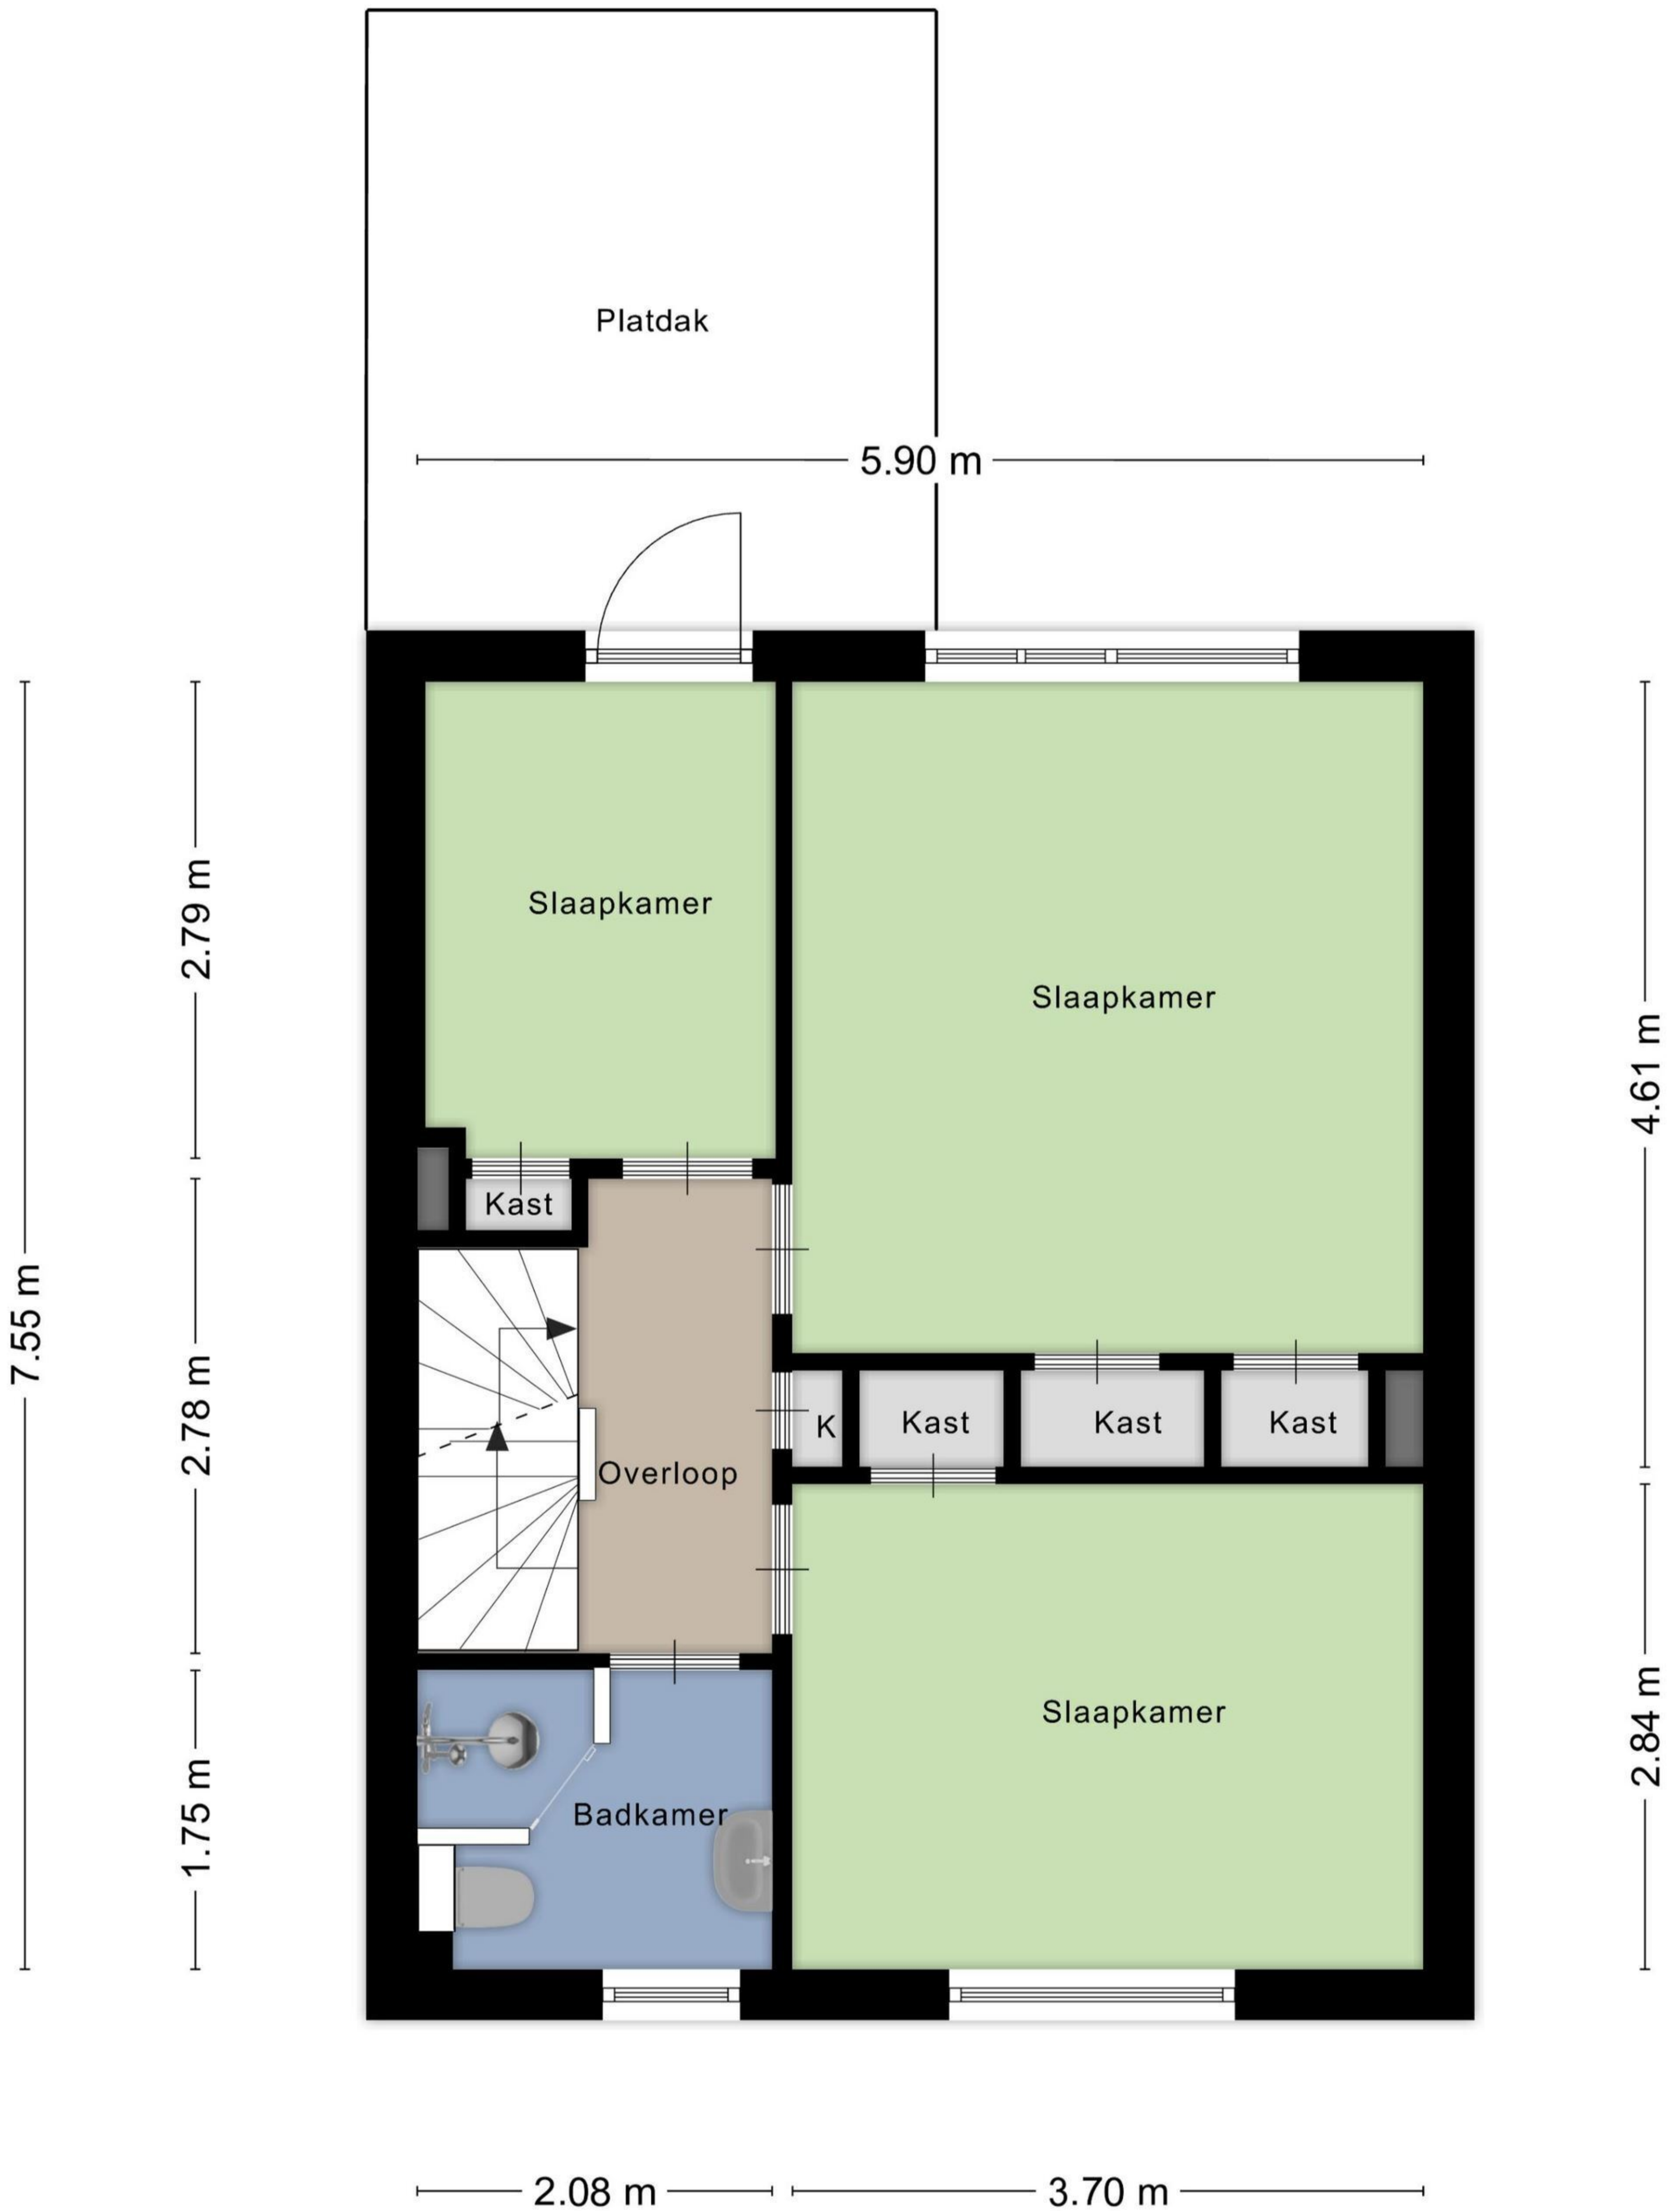 Platdak
5.90 m
Slaapkamer
2.79 m
Slaapkamer
4.61 m
Kast
7.55 m
2.78 m
K
Kast
Kast
Kast
Overloop
Slaapkamer
2.84 m
Badkamer
1.75 m
2.08 m
3.70 m